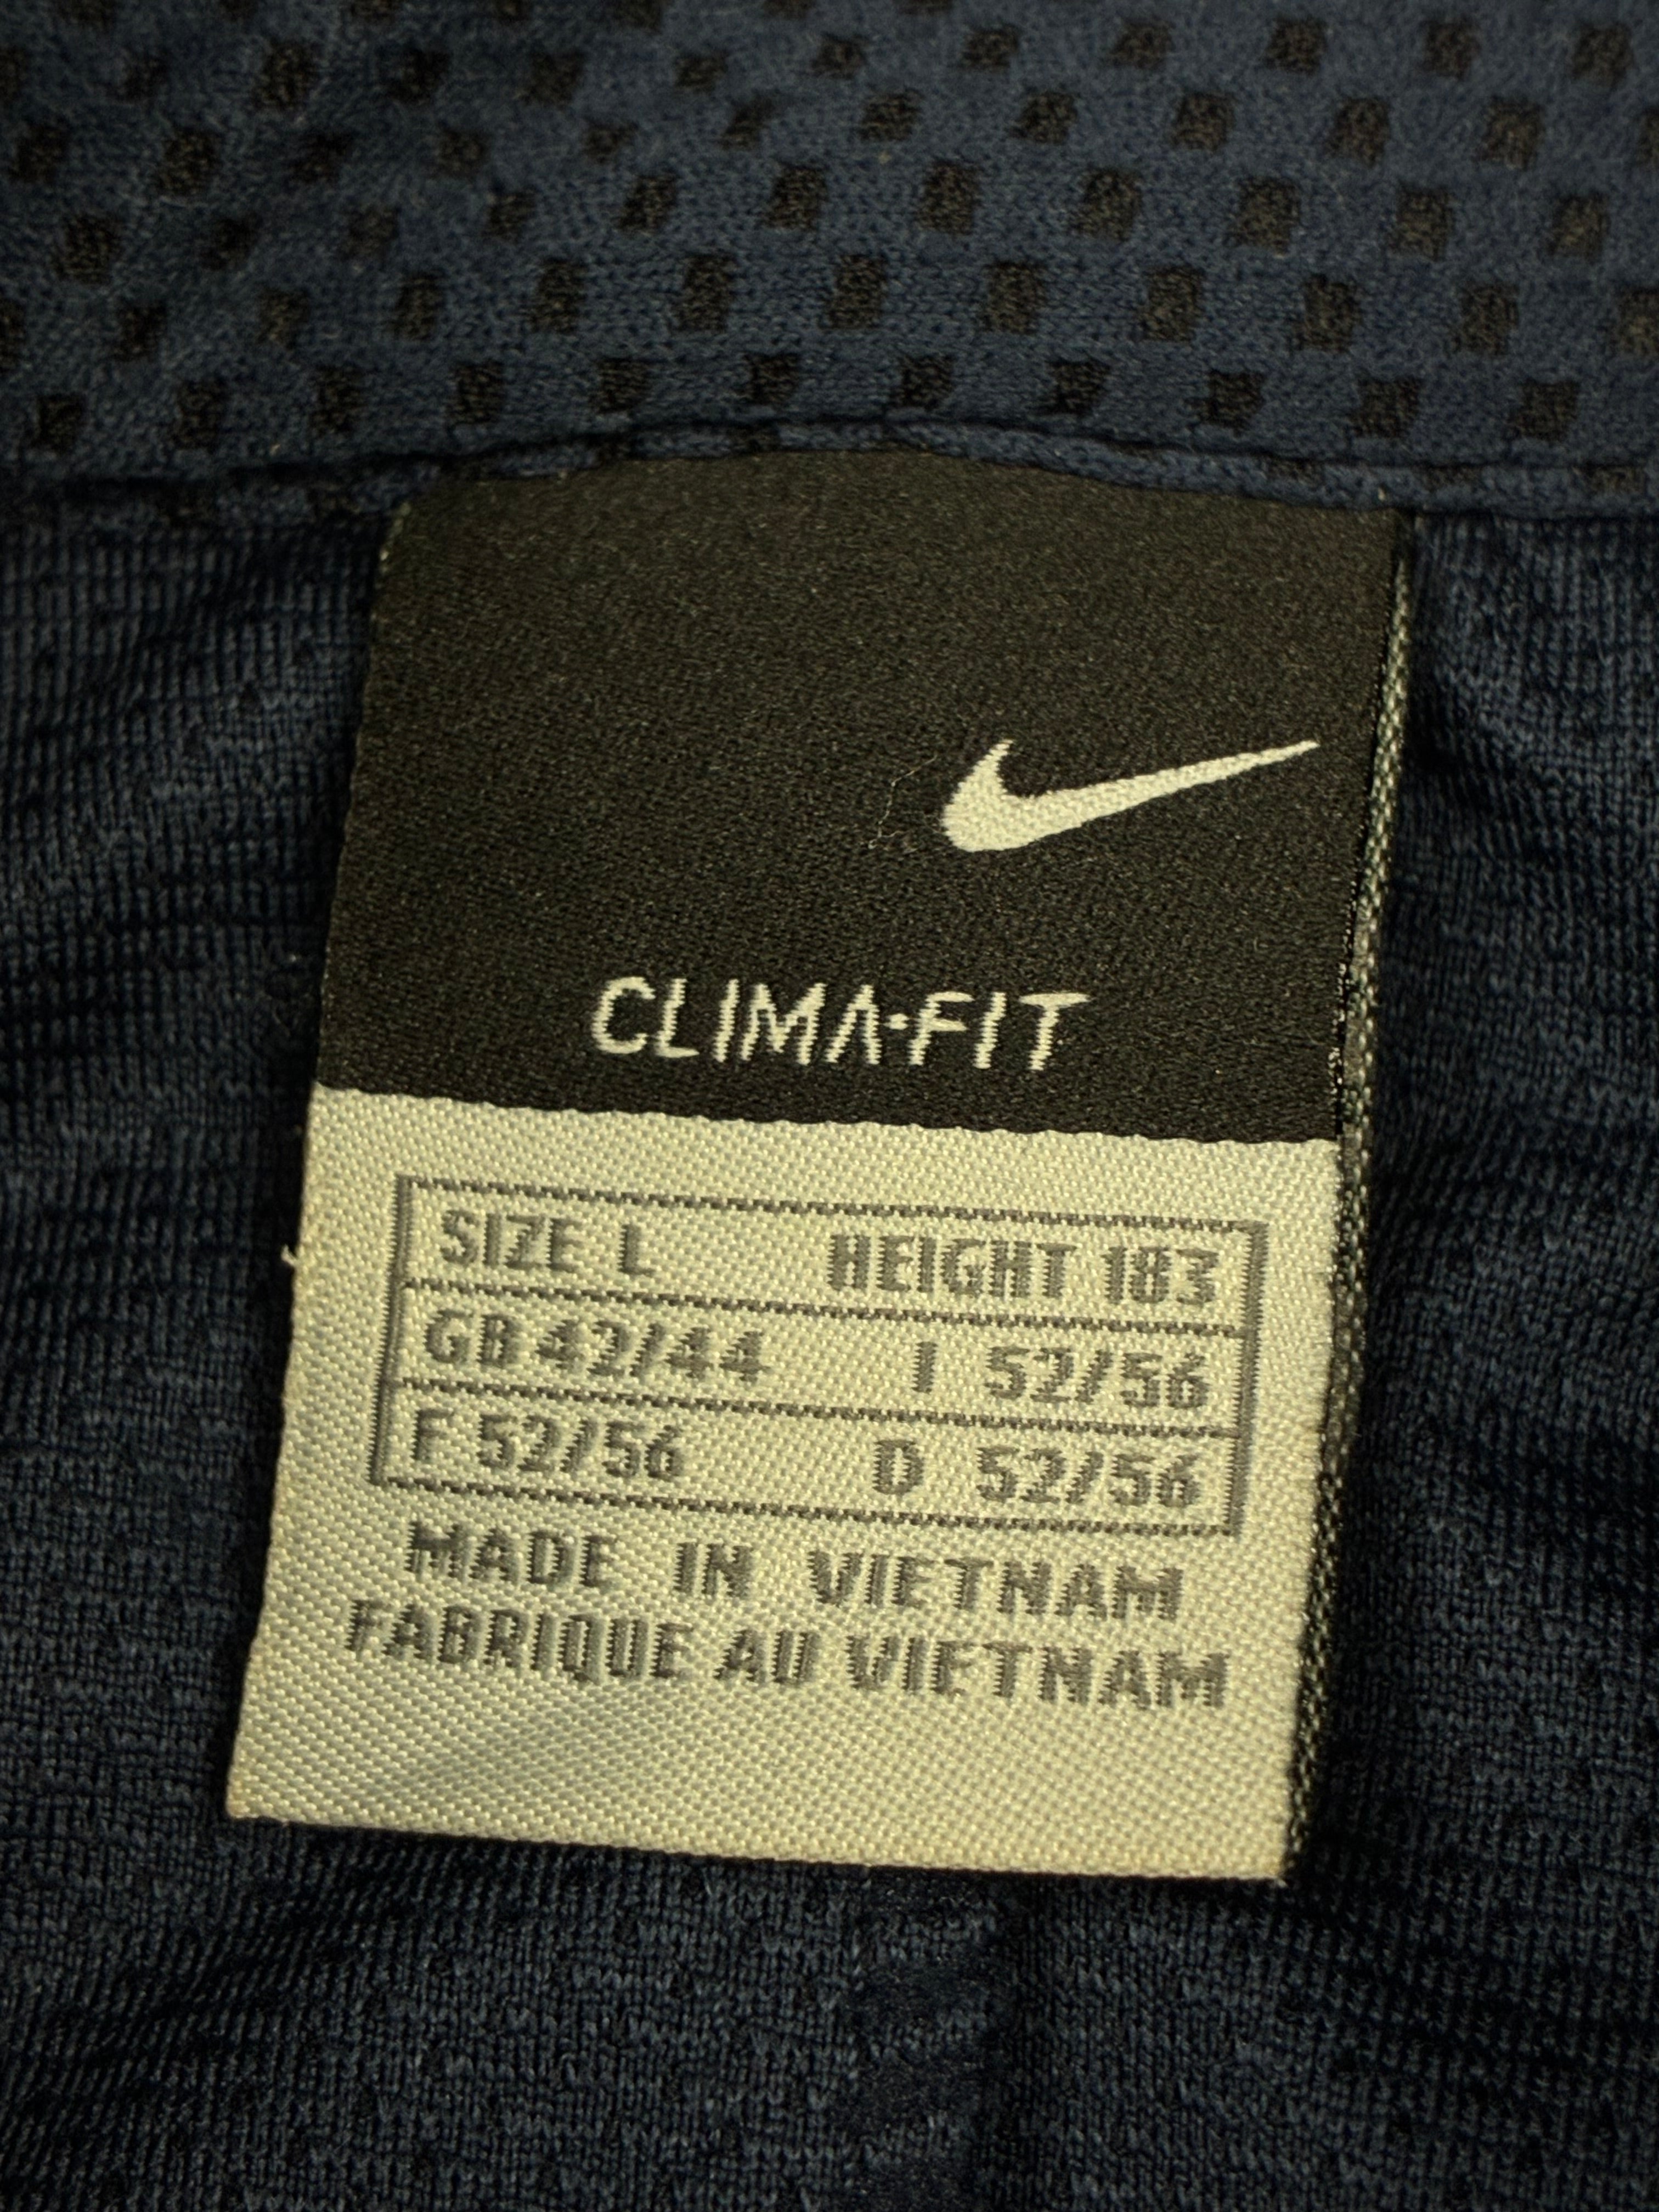 CLIMA·FIT
SIZE L HEIGHT 183
GB 42/44 I 52/56
F 52/56 D 52/56
MADE IN VIETNAM
FABRIQUE AU VIETNAM